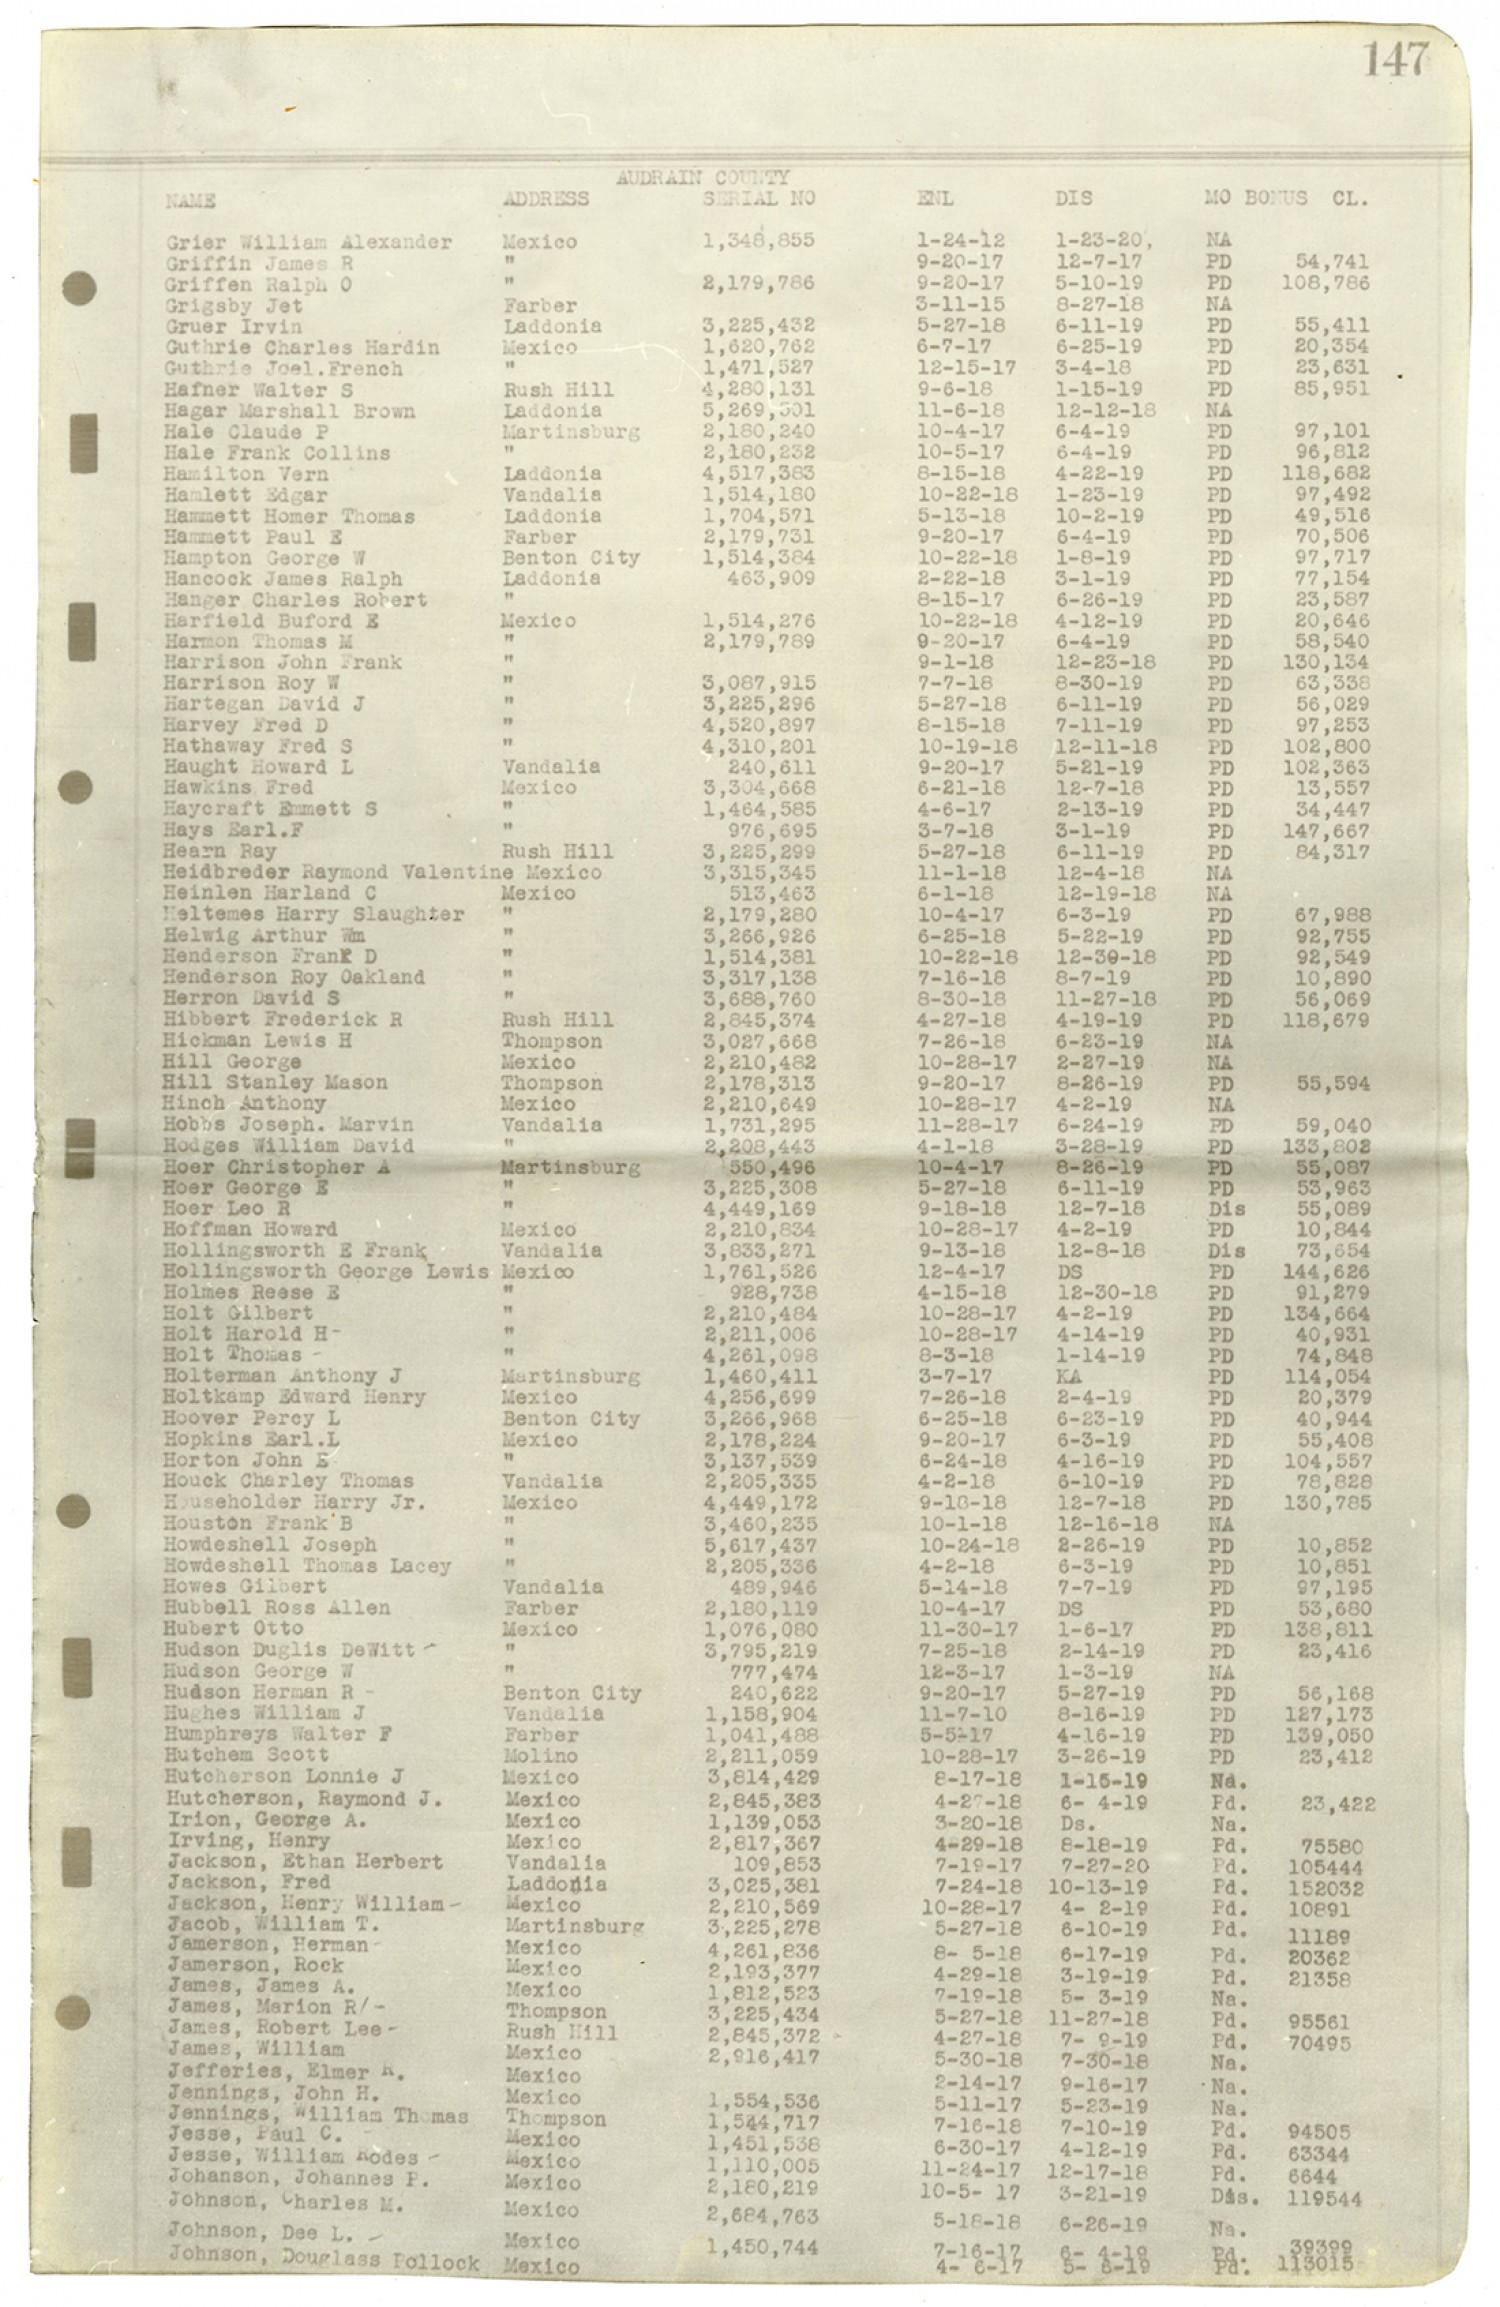 147
AUDRAIN COUNTY
NAME ADDRESS SERIAL NO ENL DIS MO BONUS CL.
Grier William Alexander Mexico 1,348,855 1-24-12 1-23-20, NA
Griffin James R " 9-20-17 12-7-17 PD 54,741
Griffen Ralph O " 2,179,786 9-20-17 5-10-19 PD 108,786
Grigsby Jet Farber 3-11-15 8-27-18 NA
Gruer Irvin Laddonia 3,225,432 5-27-18 6-11-19 PD 55,411
Guthrie Charles Hardin Mexico 1,620,762 6-7-17 6-25-19 PD 20,354
Guthrie Joel.French " 1,471,527 12-15-17 3-4-18 PD 23,631
Hafner Walter S Rush Hill 4,280,131 9-6-18 1-15-19 PD 85,951
Hagar Marshall Brown Laddonia 5,269,501 11-6-18 12-12-18 NA
Hale Claude P Martinsburg 2,180,240 10-4-17 6-4-19 PD 97,101
Hale Frank Collins " 2,180,232 10-5-17 6-4-19 PD 96,812
Hamilton Vern Laddonia 4,517,383 8-15-18 4-22-19 PD 118,682
Hamlett Edgar Vandalia 1,514,180 10-22-18 1-23-19 PD 97,492
Hammett Homer Thomas Laddonia 1,704,571 5-13-18 10-2-19 PD 49,516
Hammett Paul E Farber 2,179,731 9-20-17 6-4-19 PD 70,506
Hampton George W Benton City 1,514,384 10-22-18 1-8-19 PD 97,717
Hancock James Ralph Laddonia 463,909 2-22-18 3-1-19 PD 77,154
Hanger Charles Robert " 8-15-17 6-26-19 PD 23,587
Harfield Buford E Mexico 1,514,276 10-22-18 4-12-19 PD 20,646
Harmon Thomas M " 2,179,789 9-20-17 6-4-19 PD 58,540
Harrison John Frank " 9-1-18 12-23-18 PD 130,134
Harrison Roy W " 3,087,915 7-7-18 8-30-19 PD 63,338
Hartegan David J " 3,225,296 5-27-18 6-11-19 PD 56,029
Harvey Fred D " 4,520,897 8-15-18 7-11-19 PD 97,253
Hathaway Fred S " 4,310,201 10-19-18 12-11-18 PD 102,800
Haught Howard L Vandalia 240,611 9-20-17 5-21-19 PD 102,363
Hawkins Fred Mexico 3,304,668 6-21-18 12-7-18 PD 13,557
Haycraft Emmett S " 1,464,585 4-6-17 2-13-19 PD 34,447
Hays Earl.F " 976,695 3-7-18 3-1-19 PD 147,667
Hearn Ray Rush Hill 3,225,299 5-27-18 6-11-19 PD 84,317
Heidbreder Raymond Valentine Mexico 3,315,345 11-1-18 12-4-18 NA
Heinlen Harland C Mexico 513,463 6-1-18 12-19-18 NA
Heltemes Harry Slaughter " 2,179,280 10-4-17 6-3-19 PD 67,988
Helwig Arthur Wm " 3,266,926 6-25-18 5-22-19 PD 92,755
Henderson Frank D " 1,514,381 10-22-18 12-30-18 PD 92,549
Henderson Roy Oakland " 3,317,138 7-16-18 8-7-19 PD 10,890
Herron David S " 3,688,760 8-30-18 11-27-18 PD 56,069
Hibbert Frederick R Rush Hill 2,845,374 4-27-18 4-19-19 PD 118,679
Hickman Lewis H Thompson 3,027,668 7-26-18 6-23-19 NA
Hill George Mexico 2,210,482 10-28-17 2-27-19 NA
Hill Stanley Mason Thompson 2,178,313 9-20-17 8-26-19 PD 55,594
Hinch Anthony Mexico 2,210,649 10-28-17 4-2-19 NA
Hobbs Joseph. Marvin Vandalia 1,731,295 11-28-17 6-24-19 PD 59,040
Hodges William David " 2,208,443 4-1-18 3-28-19 PD 133,802
Hoer Christopher A Martinsburg 550,496 10-4-17 8-26-19 PD 55,087
Hoer George E " 3,225,308 5-27-18 6-11-19 PD 53,963
Hoer Leo R " 4,449,169 9-18-18 12-7-18 Dis 55,089
Hoffman Howard Mexico 2,210,834 10-28-17 4-2-19 PD 10,844
Hollingsworth E Frank Vandalia 3,833,271 9-13-18 12-8-18 Dis 73,654
Hollingsworth George Lewis Mexico 1,761,526 12-4-17 DS PD 144,626
Holmes Reese E " 928,738 4-15-18 12-30-18 PD 91,279
Holt Gilbert " 2,210,484 10-28-17 4-2-19 PD 134,664
Holt Harold H- " 2,211,006 10-28-17 4-14-19 PD 40,931
Holt Thomas - " 4,261,098 8-3-18 1-14-19 PD 74,848
Holterman Anthony J Martinsburg 1,460,411 3-7-17 KA PD 114,054
Holtkamp Edward Henry Mexico 4,256,699 7-26-18 2-4-19 PD 20,379
Hoover Percy L Benton City 3,266,968 6-25-18 6-23-19 PD 40,944
Hopkins Earl.L Mexico 2,178,224 9-20-17 6-3-19 PD 55,408
Horton John E " 3,137,539 6-24-18 4-16-19 PD 104,557
Houck Charley Thomas Vandalia 2,205,335 4-2-18 6-10-19 PD 78,828
Householder Harry Jr. Mexico 4,449,172 9-18-18 12-7-18 PD 130,785
Houston Frank B " 3,460,235 10-1-18 12-16-18 NA
Howdeshell Joseph " 5,617,437 10-24-18 2-26-19 PD 10,852
Howdeshell Thomas Lacey " 2,205,336 4-2-18 6-3-19 PD 10,851
Howes Gilbert Vandalia 489,946 5-14-18 7-7-19 PD 97,195
Hubbell Ross Allen Farber 2,180,119 10-4-17 DS PD 53,680
Hubert Otto Mexico 1,076,080 11-30-17 1-6-17 PD 138,811
Hudson Duglis DeWitt - " 3,795,219 7-25-18 2-14-19 PD 23,416
Hudson George W " 777,474 12-3-17 1-3-19 NA
Hudson Herman R - Benton City 240,622 9-20-17 5-27-19 PD 56,168
Hughes William J Vandalia 1,158,904 11-7-10 8-16-19 PD 127,173
Humphreys Walter F Farber 1,041,488 5-5-17 4-16-19 PD 139,050
Hutchem Scott Molino 2,211,059 10-28-17 3-26-19 PD 23,412
Hutcherson Lonnie J Mexico 3,814,429 8-17-18 1-15-19 Na.
Hutcherson, Raymond J. Mexico 2,845,383 4-27-18 6- 4-19 Pd. 23,422
Irion, George A. Mexico 1,139,053 3-20-18 Ds. Na.
Irving, Henry Mexico 2,817,367 4-29-18 8-18-19 Pd. 75580
Jackson, Ethan Herbert Vandalia 109,853 7-19-17 7-27-20 Pd. 105444
Jackson, Fred Laddonia 3,025,381 7-24-18 10-13-19 Pd. 152032
Jackson, Henry William- Mexico 2,210,569 10-28-17 4- 2-19 Pd. 10891
Jacob, William T. Martinsburg 3,225,278 5-27-18 6-10-19 Pd. 11189
Jamerson, Herman- Mexico 4,261,836 8- 5-18 6-17-19 Pd. 20362
Jamerson, Rock Mexico 2,193,377 4-29-18 3-19-19 Pd. 21358
James, James A. Mexico 1,812,523 7-19-18 5- 3-19 Na.
James, Marion R/- Thompson 3,225,434 5-27-18 11-27-18 Pd. 95561
James, Robert Lee- Rush Hill 2,845,372 4-27-18 7- 9-19 Pd. 70495
James, William Mexico 2,916,417 5-30-18 7-30-18 Na.
Jefferies, Elmer R. Mexico 2-14-17 9-16-17 Na.
Jennings, John H. Mexico 1,554,536 5-11-17 5-23-19 Na.
Jennings, William Thomas Thompson 1,544,717 7-16-18 7-10-19 Pd. 94505
Jesse, Paul C. Mexico 1,451,538 6-30-17 4-12-19 Pd. 63344
Jesse, William Rodes - Mexico 1,110,005 11-24-17 12-17-18 Pd. 6644
Johanson, Johannes P. Mexico 2,180,219 10-5- 17 3-21-19 Dis. 119544
Johnson, Charles M. Mexico 2,684,763 5-18-18 6-26-19 Na.
Johnson, Dee L. - Mexico 1,450,744 7-16-17 6- 4-19 Pd. 39399
Johnson, Douglass Pollock Mexico 4- 6-17 5- 8-19 Pd. 113015